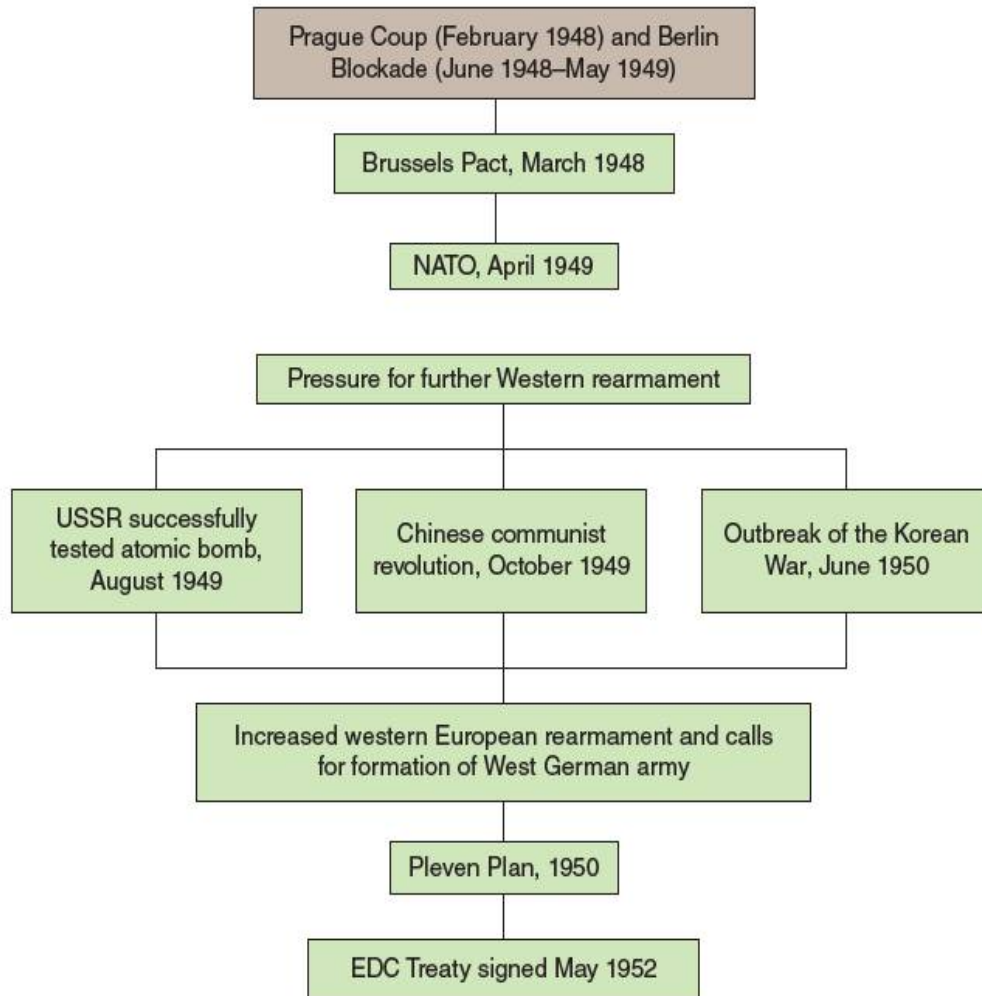 Prague Coup (February 1948) and Berlin
Blockade (June 1948–May 1949)
Brussels Pact, March 1948
NATO, April 1949
Pressure for further Western rearmament
USSR successfully
tested atomic bomb,
August 1949
Chinese communist
revolution, October 1949
Outbreak of the Korean
War, June 1950
Increased western European rearmament and calls
for formation of West German army
Pleven Plan, 1950
EDC Treaty signed May 1952